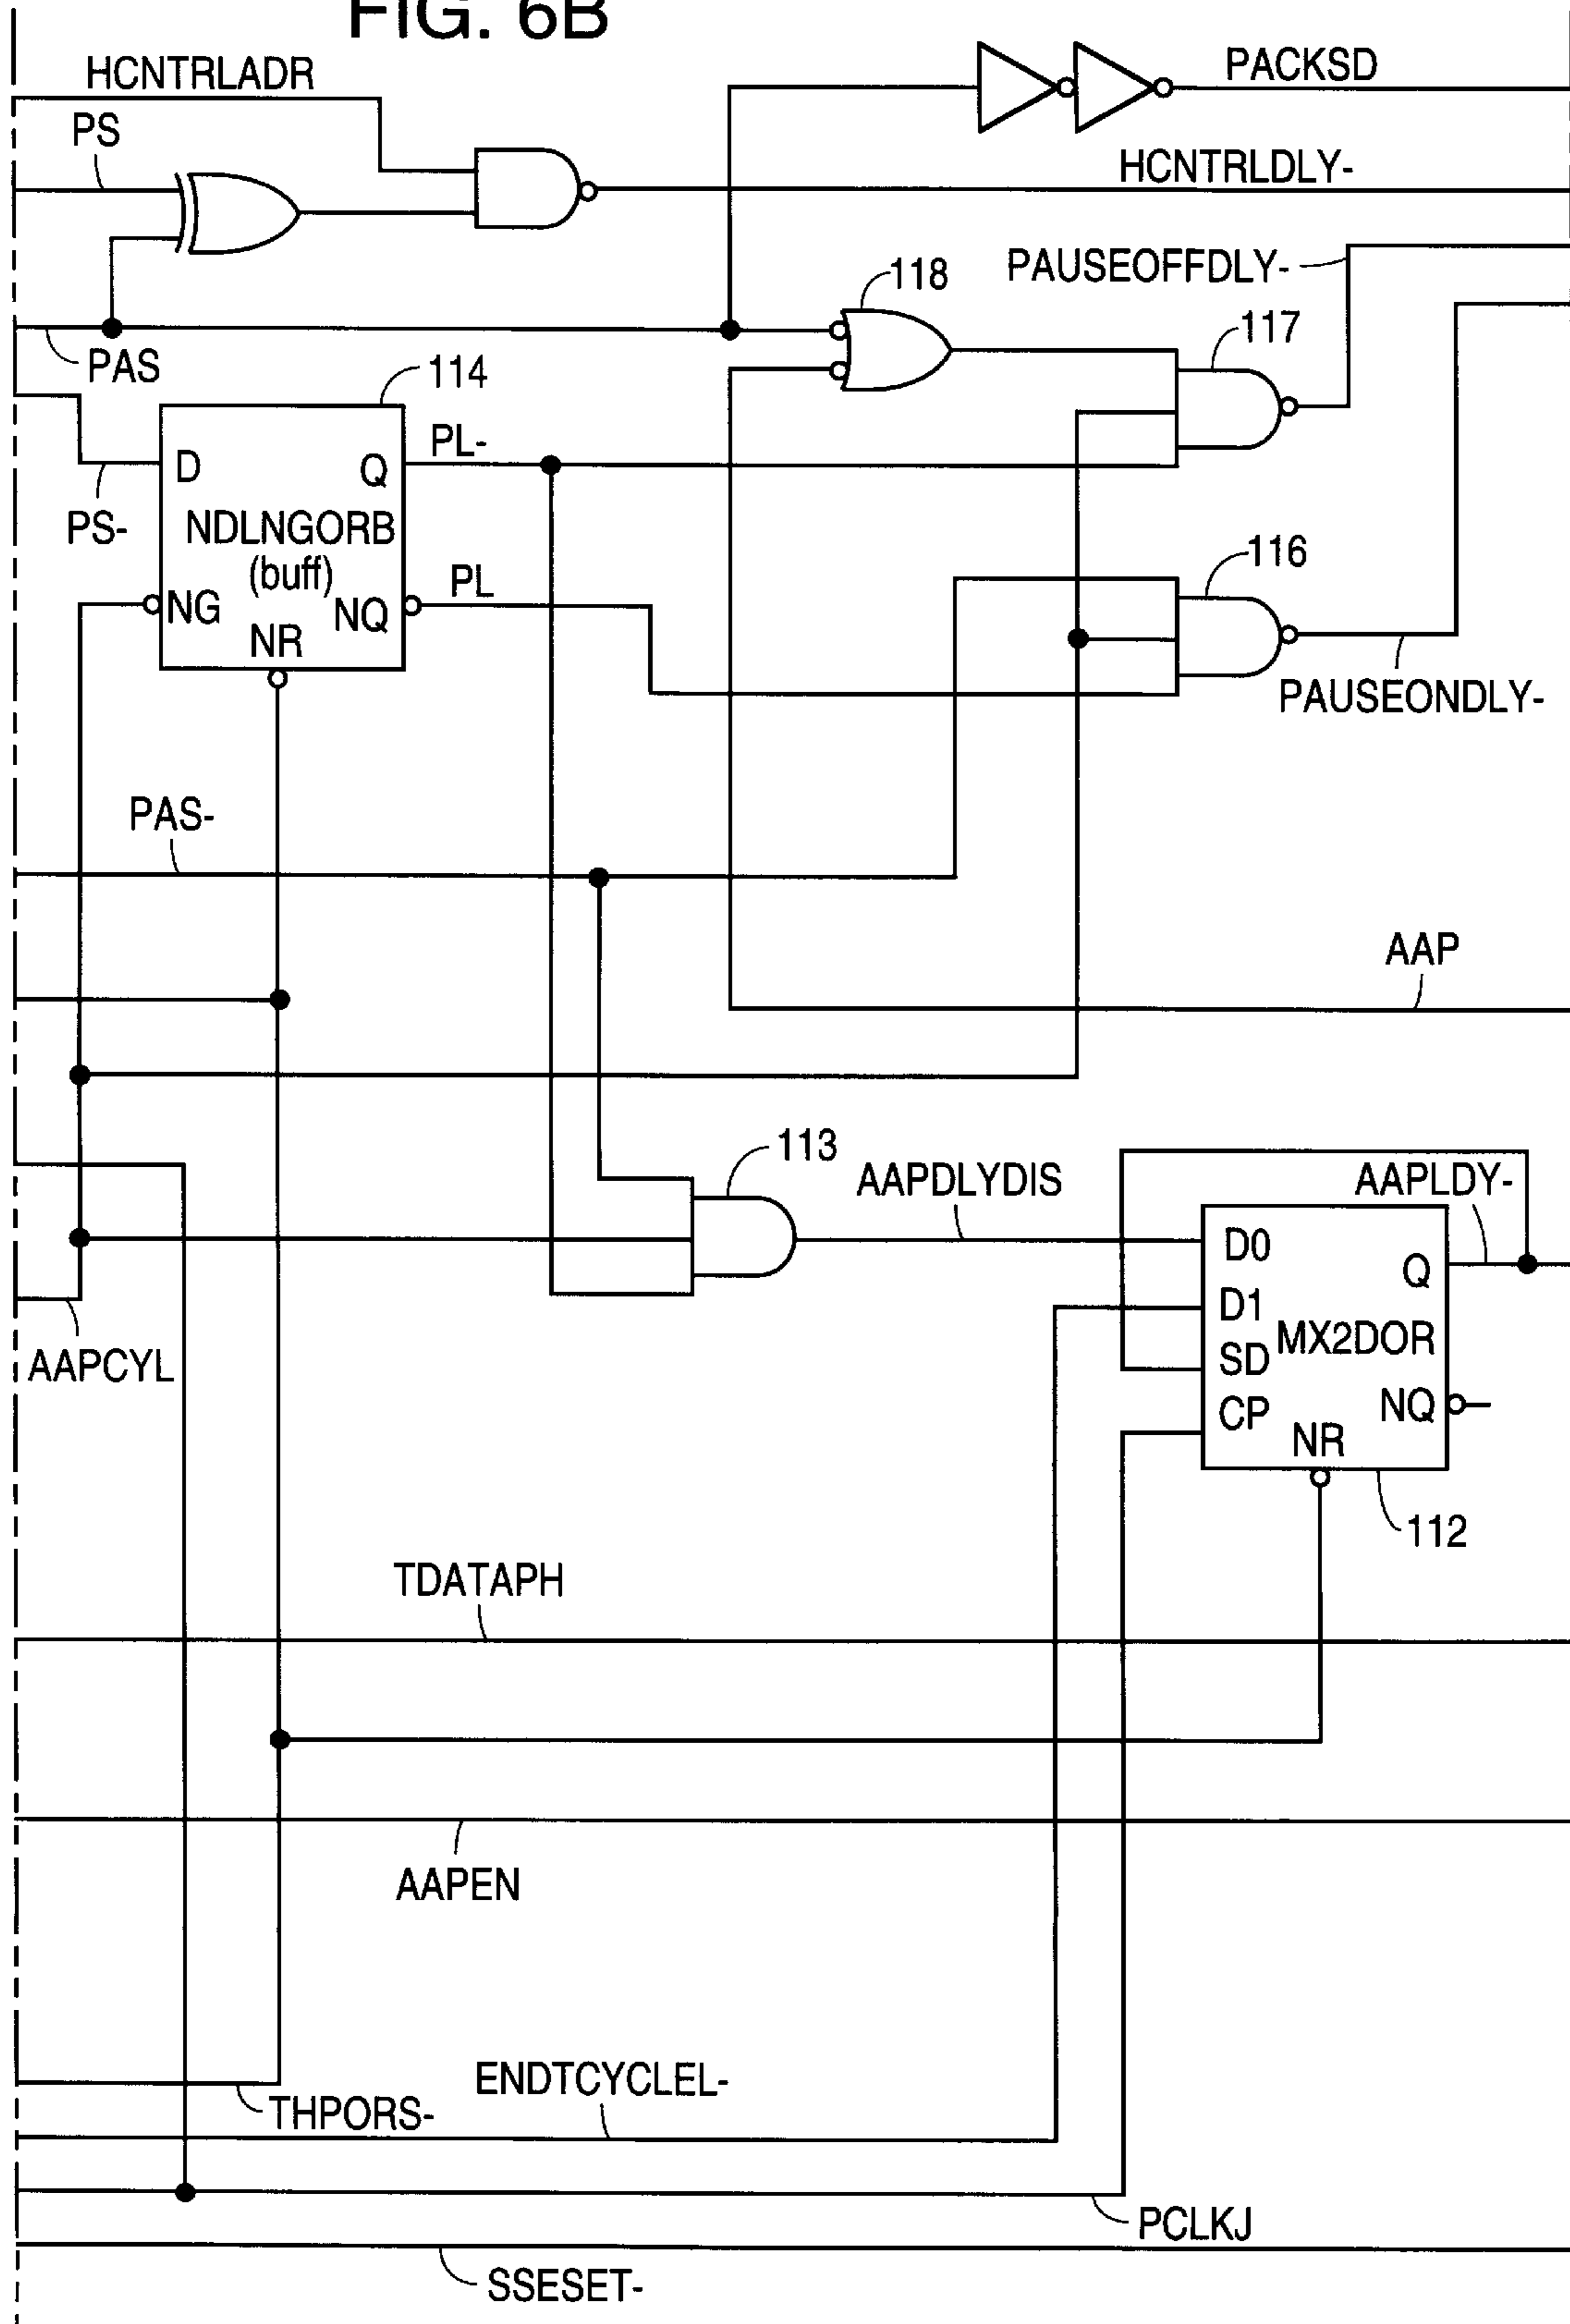 FIG. 6B
HCNTRLADR
PACKSD
PS
HCNTRLDLY-
PAUSEOFFDLY-
118
117
PAS
114
PL-
D
Q
PS-
NDLNGORB
(buff)
116
PL
NG
NQ
NR
PAUSEONDLY-
PAS-
AAP
113
AAPDLYDIS
AAPLDY-
D0
Q
D1
MX2DOR
AAPCYL
SD
CP
NQ
NR
112
TDATAPH
AAPEN
ENDTCYCLEL-
THPORS-
PCLKJ
SSESET-